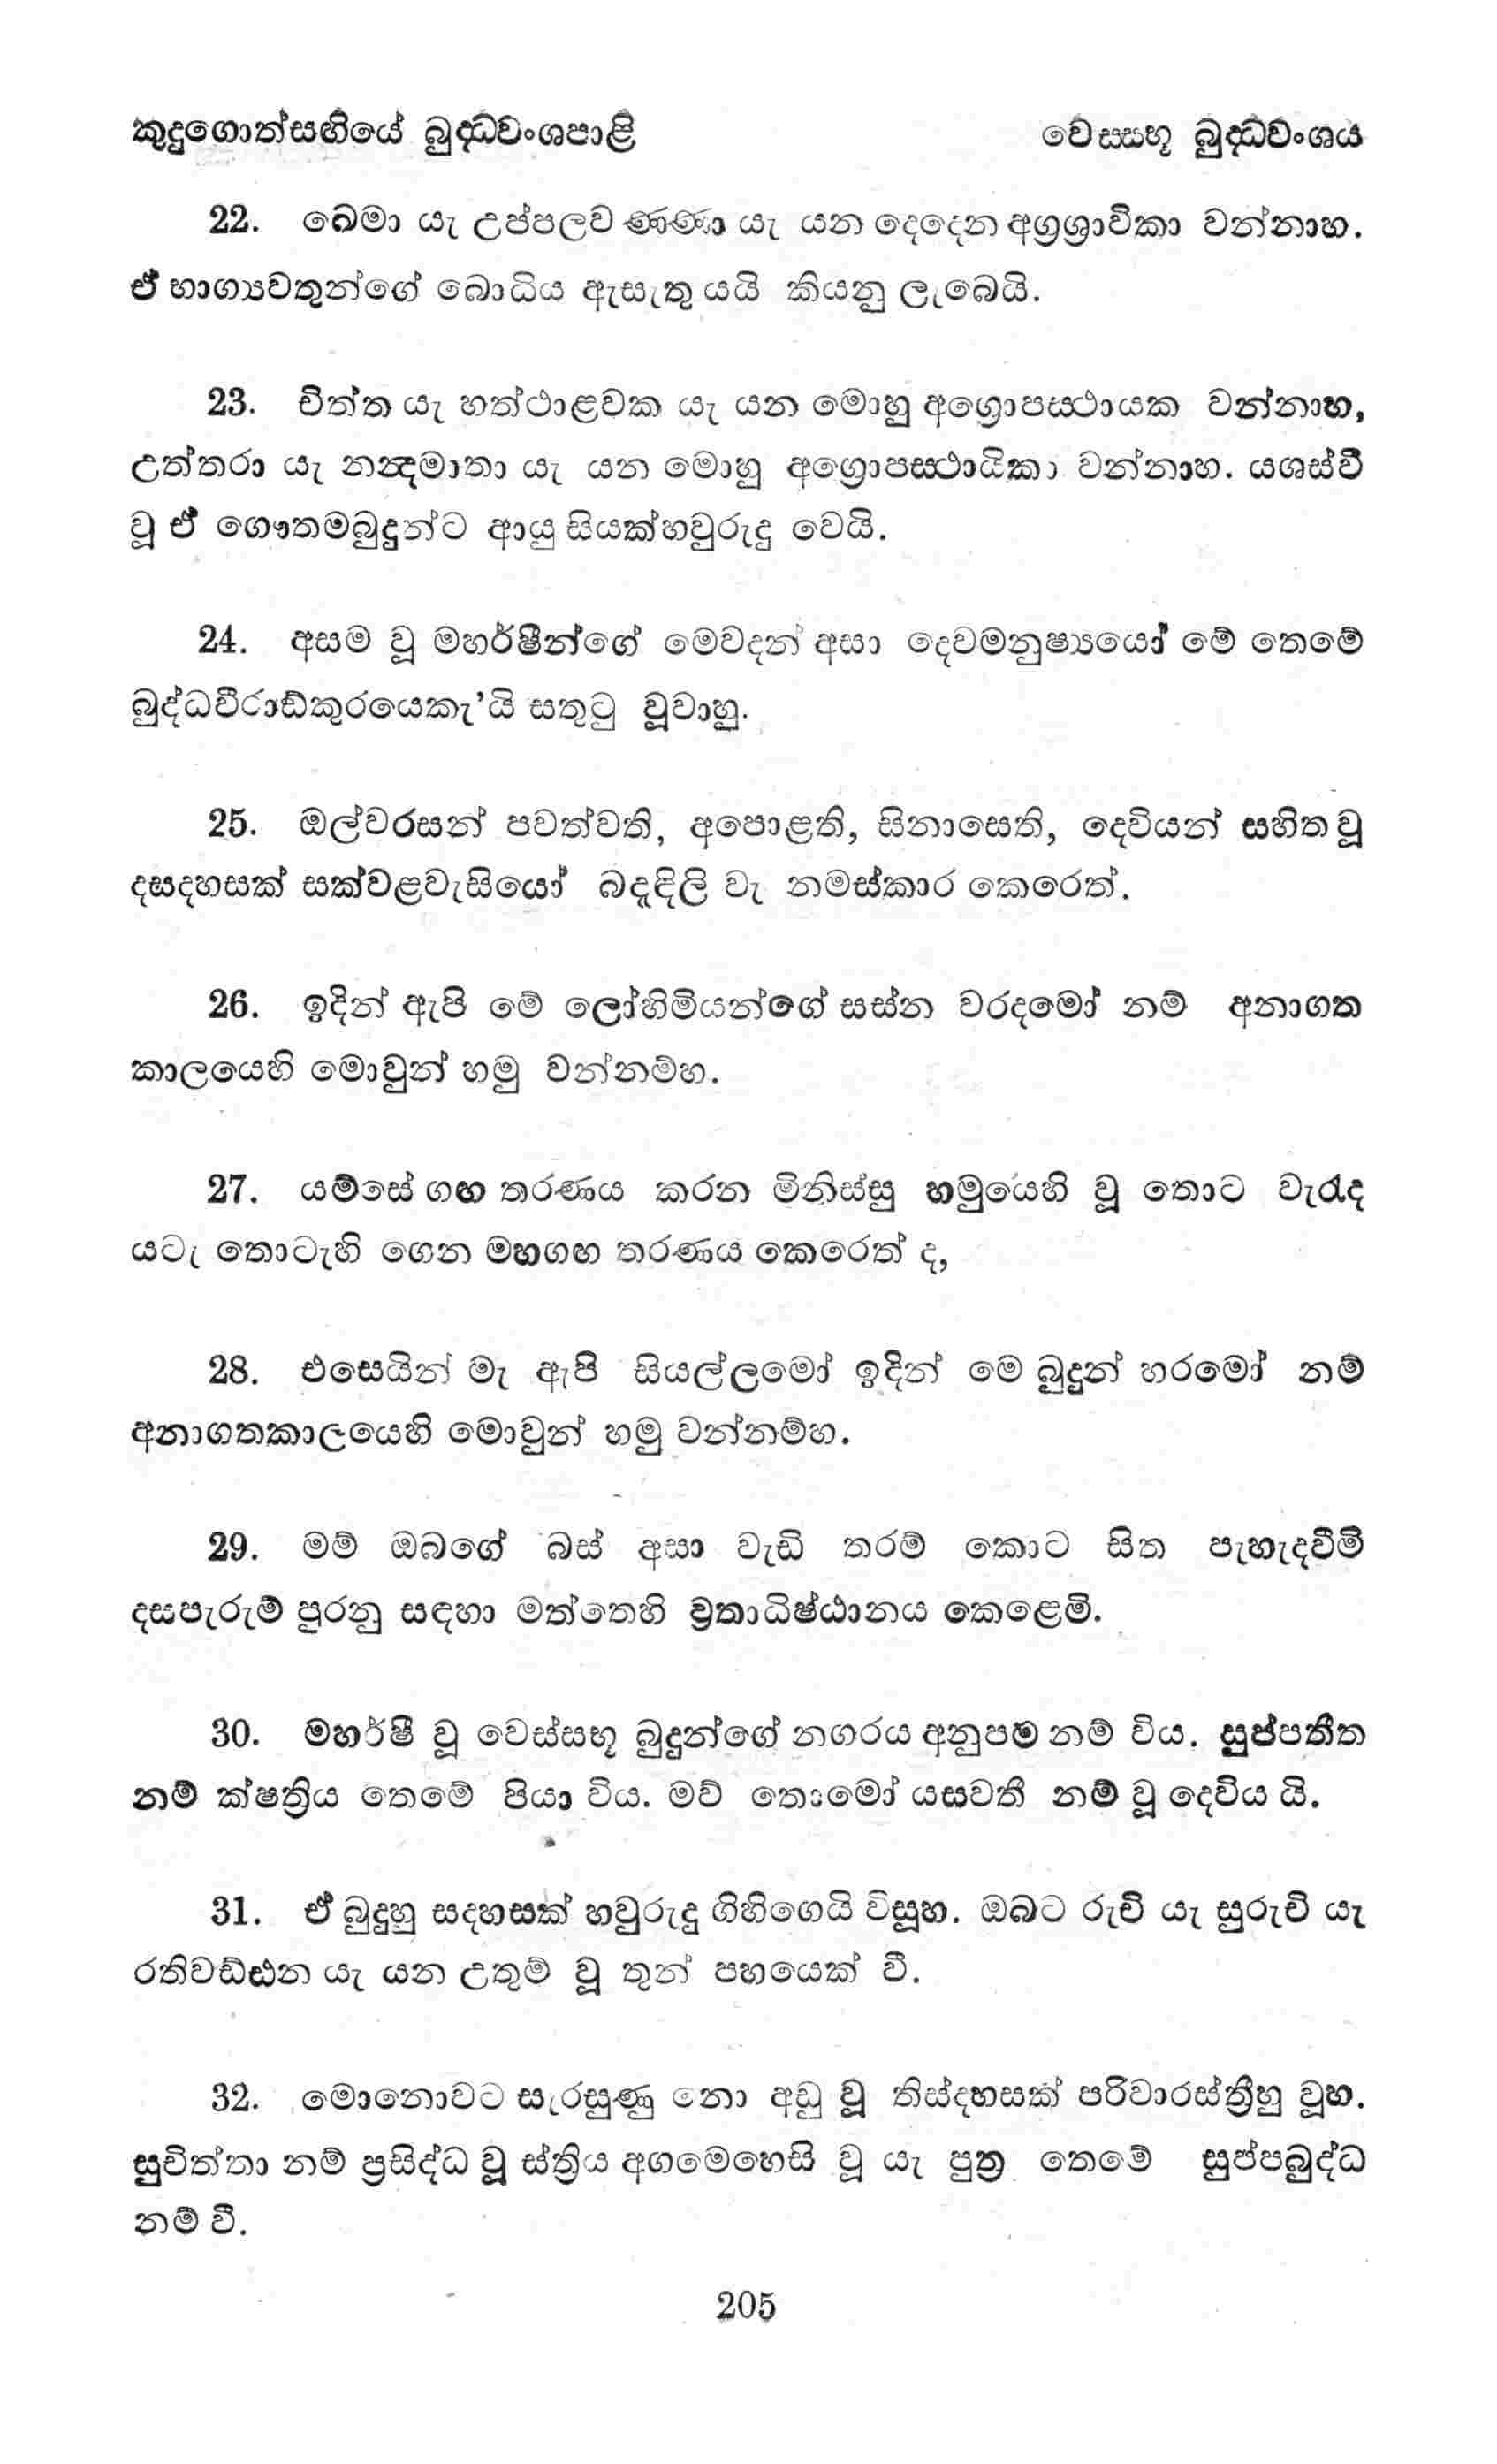 කුදුගොත්සඟියේ බුද්ධවංශපාළි
වෙස්සභූ බුද්ධවංශය
22. ඛෙමා යැ උප්පලවණ්ණා යැ යන දෙදෙන අග්‍රශ්‍රාවිකා වන්නාහ.
ඒ භාග්‍යවතුන්ගේ බොධිය ඇසැතු යයි කියනු ලැබෙයි.
23. චිත්ත යැ හත්ථාළවක යැ යන මොහු අග්‍රොපස්ථායක වන්නාහ,
උත්තරා යැ නන්දමාතා යැ යන මොහු අග්‍රොපස්ථායිකා වන්නාහ. යශස්වී
වූ ඒ ගෞතමබුදුන්ට ආයු සියක්හවුරුදු වෙයි.
24. අසම වූ මහර්ෂීන්ගේ මෙවදන් අසා දෙවමනුෂ්‍යයෝ මේ තෙමේ
බුද්ධවීරාඞ්කුරයෙකැ’යි සතුටු වූවාහු.
25. ඔල්වරසන් පවත්වති, අපොළති, සිනාසෙති, දෙවියන් සහිත වූ
දසදහසක් සක්වළවැසියෝ බදැඳිලි වැ නමස්කාර කෙරෙත්.
26. ඉදින් ඇපි මේ ලෝහිමියන්ගේ සස්න වරදමෝ නම් අනාගත
කාලයෙහි මොවුන් හමු වන්නම්හ.
27. යම්සේ ගඟ තරණය කරන මිනිස්සු හමුයෙහි වූ තොට වැරැද
යටැ තොටැහි ගෙන මහගඟ තරණය කෙරෙත් ද,
28. එසෙයින් මැ ඇපි සියල්ලමෝ ඉදින් මෙ බුදුන් හරමෝ නම්
අනාගතකාලයෙහි මොවුන් හමු වන්නම්හ.
29. මම් ඔබගේ බස් අසා වැඩි තරම් කොට සිත පැහැදවීමි
දසපැරුම් පුරනු සඳහා මත්තෙහි ව්‍රතාධිෂ්ඨානය කෙළෙමි.
30. මහර්ෂී වූ වෙස්සභූ බුදුන්ගේ නගරය අනුපම නම් විය. සුප්පතීත
නම් ක්ෂත්‍රිය තෙමේ පියා විය. මව් තොමෝ යසවතී නම් වූ දෙවිය යි.
31. ඒ බුදුහු සදහසක් හවුරුදු ගිහිගෙයි විසූහ. ඔබට රුචි යැ සුරුචි යැ
රතිවඩ්ඪන යැ යන උතුම් වූ තුන් පහයෙක් වී.
32. මොනොවට සැරසුණු නො අඩු වූ තිස්දහසක් පරිවාරස්ත්‍රීහු වූහ.
සුචිත්තා නම් ප්‍රසිද්ධ වූ ස්ත්‍රිය අගමෙහෙසි වූ යැ පුත්‍ර තෙමේ සුප්පබුද්ධ
නම් වී.
205